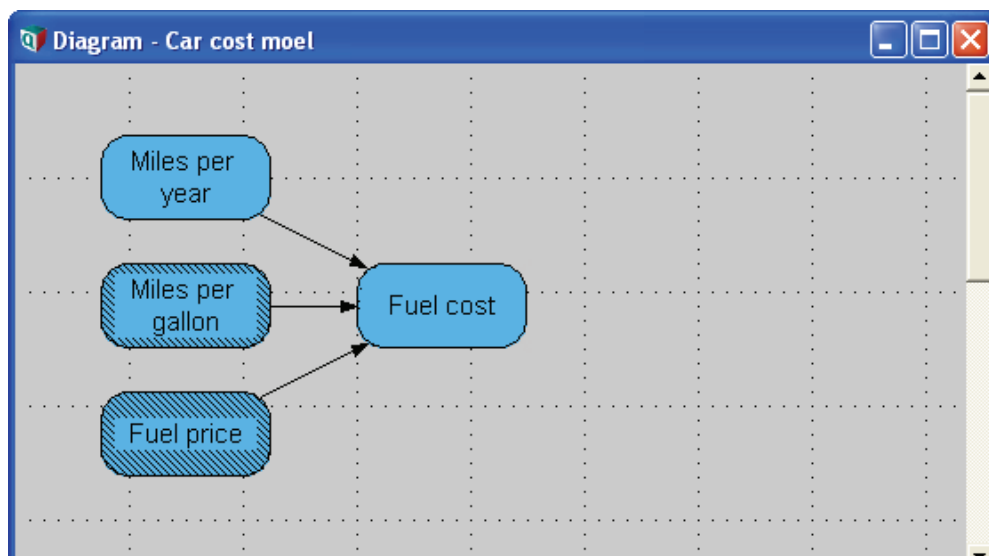 Diagram - Car cost moel
Miles per
year
Miles per
gallon
Fuel cost
Fuel price